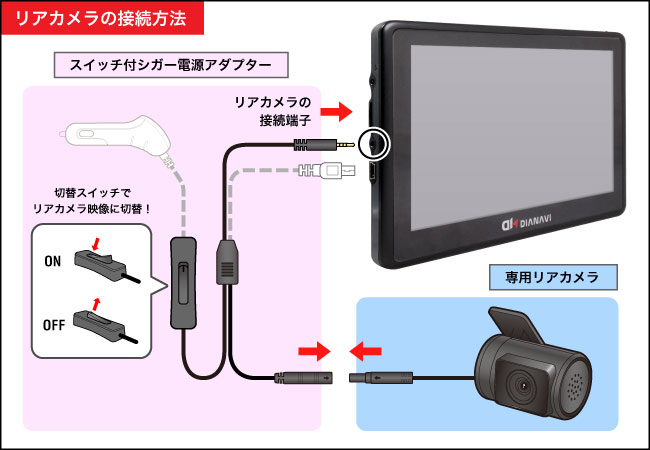 リアカメラの接続方法
スイッチ付シガー電源アダプター
リアカメラの
接続端子
切替スイッチで
リアカメラ映像に切替！
ON
OFF
DIANAVI
専用リアカメラ